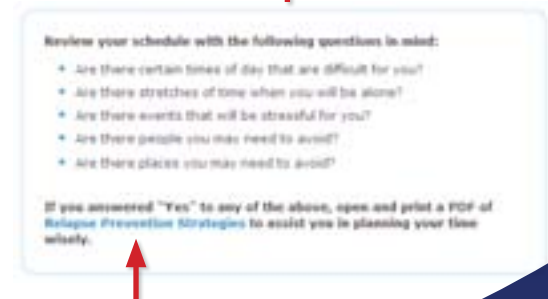 Review your schedule with the following questions in mind:
Are there certain times of day that are difficult for you?
Are there stretches of time when you will be alone?
Are there events that will be stressful for you?
Are there people you may need to avoid?
Are there places you may need to avoid?
If you answered "Yes" to any of the above, open and print a PDF of
Relapse Prevention Strategies to assist you in planning your time
wisely.